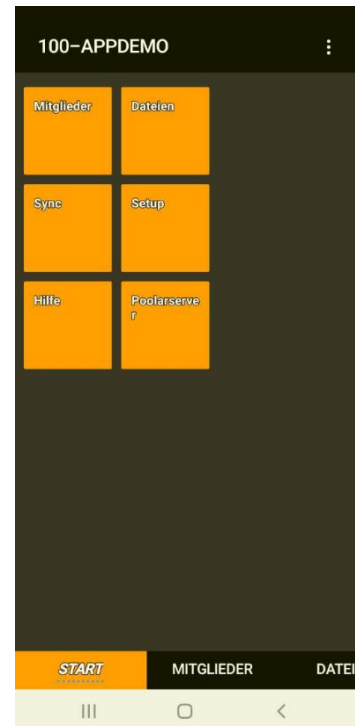 100-APPDEMO
Mitglieder
Dateien
Sync
Setup
Hilfe
Poolarserve
r
START
MITGLIEDER
DATEI